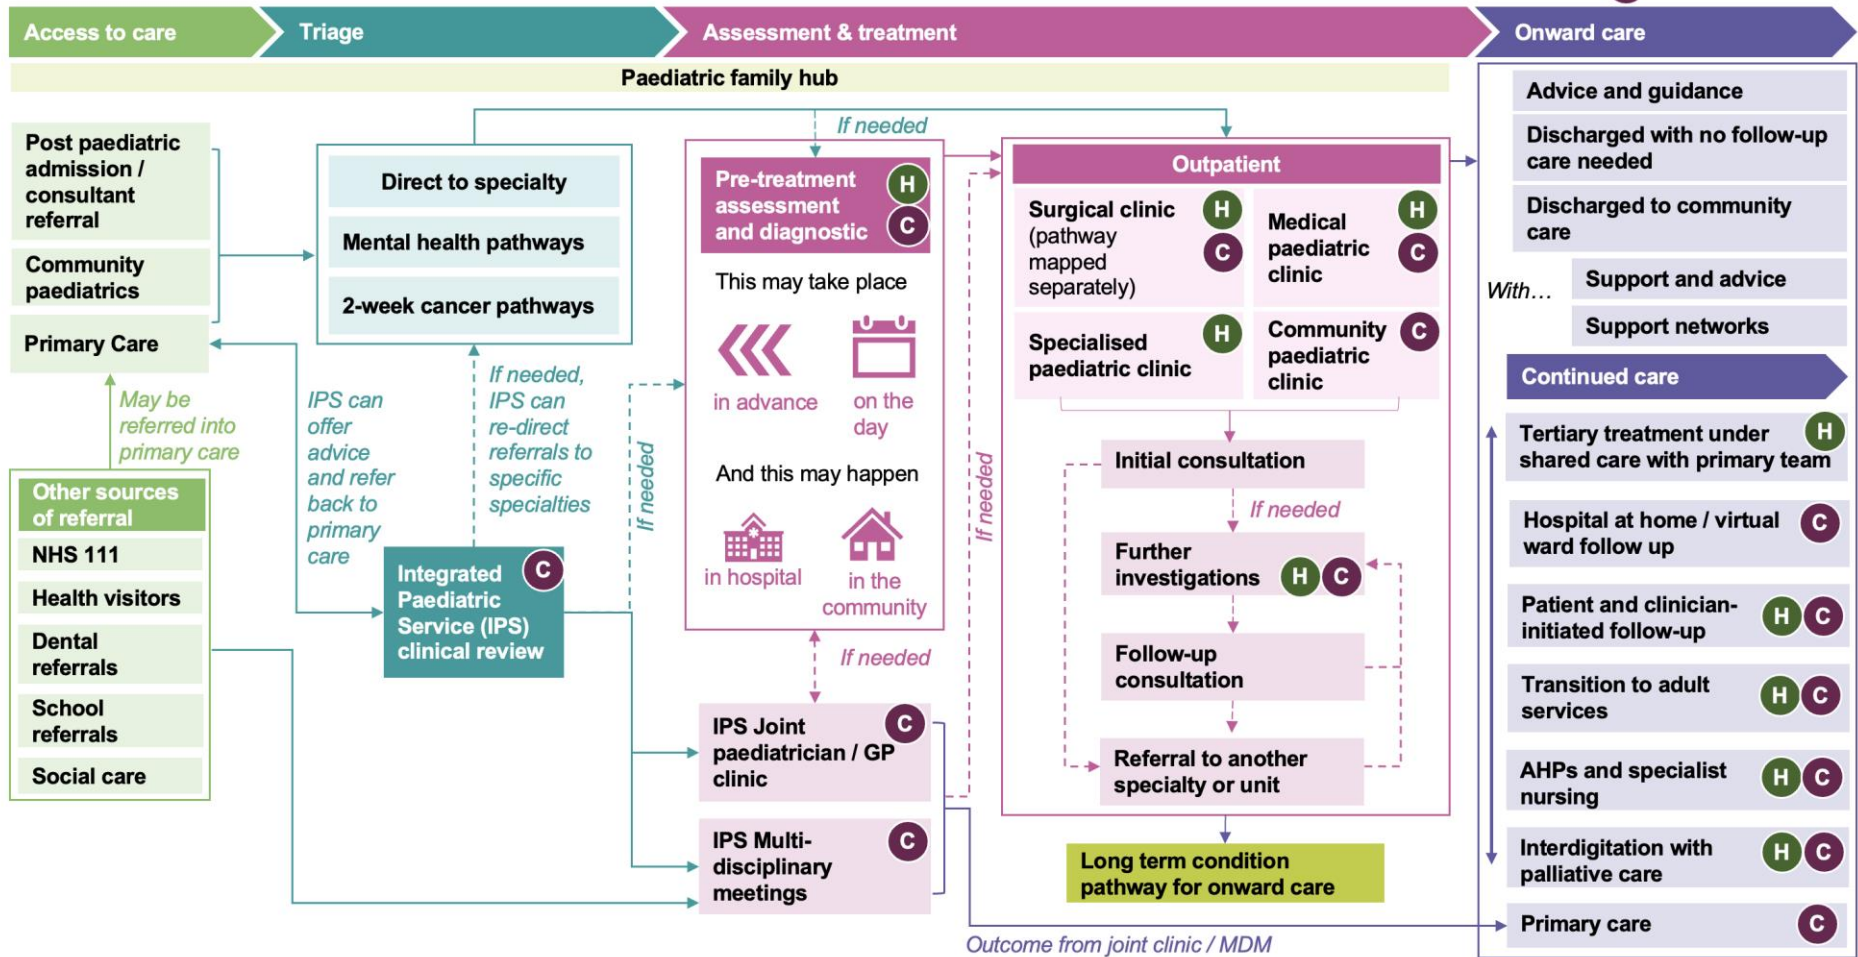 Access to care
Triage
Assessment & treatment
Onward care
Paediatric family hub
Post paediatric
admission /
consultant
referral
Community
paediatrics
Primary Care
May be
referred into
primary care
Other sources
of referral
NHS 111
Health visitors
Dental
referrals
School
referrals
Social care
Direct to specialty
Mental health pathways
2-week cancer pathways
IPS can
offer
advice
and refer
back to
primary
care
If needed,
IPS can
re-direct
referrals to
specific
specialties
If needed
Integrated
Paediatric
Service (IPS)
clinical review
C
If needed
Pre-treatment
assessment
and diagnostic
H
C
This may take place
in advance
on the
day
And this may happen
in hospital
in the
community
If needed
IPS Joint
paediatrician / GP
clinic
C
IPS Multi-
disciplinary
meetings
C
If needed
Outpatient
Surgical clinic
(pathway
mapped
separately)
H
C
Medical
paediatric
clinic
H
C
Specialised
paediatric clinic
H
Community
paediatric
clinic
C
Initial consultation
If needed
Further
investigations
H C
Follow-up
consultation
Referral to another
specialty or unit
Long term condition
pathway for onward care
Outcome from joint clinic / MDM
Advice and guidance
Discharged with no follow-up
care needed
Discharged to community
care
With...
Support and advice
Support networks
Continued care
Tertiary treatment under
shared care with primary team
H
Hospital at home / virtual
ward follow up
C
Patient and clinician-
initiated follow-up
H C
Transition to adult
services
H C
AHPs and specialist
nursing
H C
Interdigitation with
palliative care
H C
Primary care
C